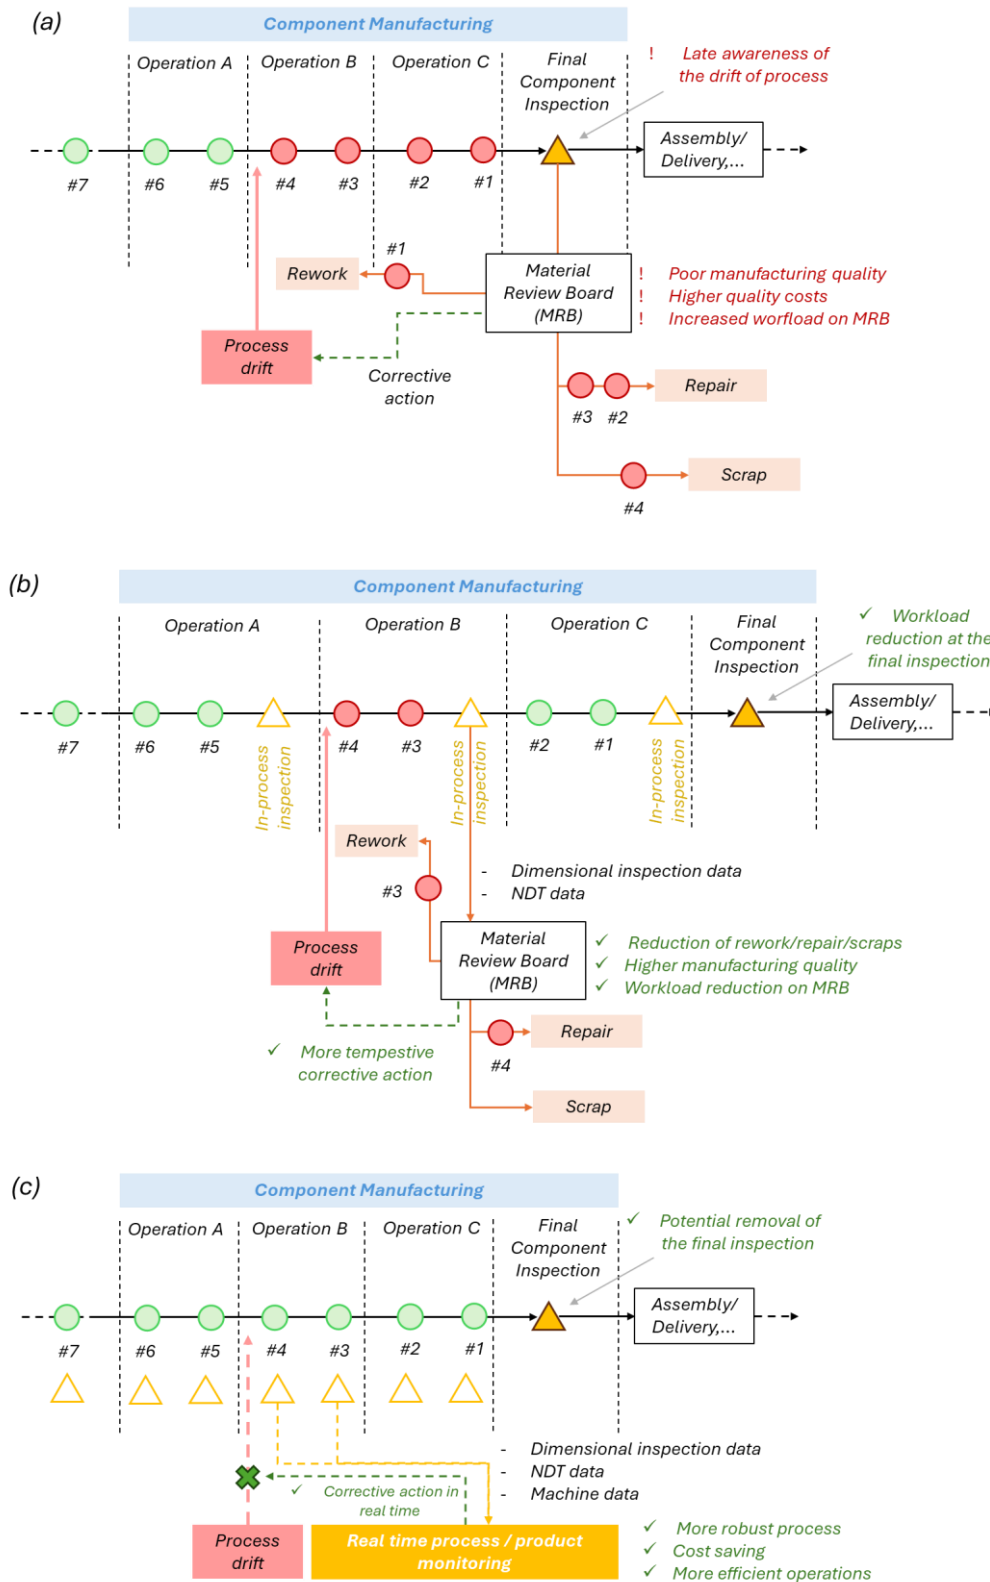 (a)
Component Manufacturing
Operation A
Operation B
Operation C
Final
Component
Inspection
! Late awareness of
the drift of process
Assembly/
Delivery,...
#7
#6
#5
#4
#3
#2
#1
#1
Rework
Material
Review Board
(MRB)
! Poor manufacturing quality
! Higher quality costs
! Increased worfload on MRB
Process
drift
Corrective
action
Repair
#3
#2
Scrap
#4
(b)
Component Manufacturing
Operation A
Operation B
Operation C
Final
Component
Inspection
✓ Workload
reduction at the
final inspection
Assembly/
Delivery,...
#7
#6
#5
#4
#3
#2
#1
In-process
inspection
In-process
inspection
In-process
inspection
Rework
#3
- Dimensional inspection data
- NDT data
Process
drift
Material
Review Board
(MRB)
✓ Reduction of rework/repair/scraps
✓ Higher manufacturing quality
✓ Workload reduction on MRB
✓ More tempestive
corrective action
Repair
#4
Scrap
(c)
Component Manufacturing
Operation A
Operation B
Operation C
Final
Component
Inspection
✓ Potential removal of
the final inspection
Assembly/
Delivery,...
#7
#6
#5
#4
#3
#2
#1
- Dimensional inspection data
- NDT data
- Machine data
✓ Corrective action in
real time
Process
drift
Real time process / product
monitoring
✓ More robust process
✓ Cost saving
✓ More efficient operations